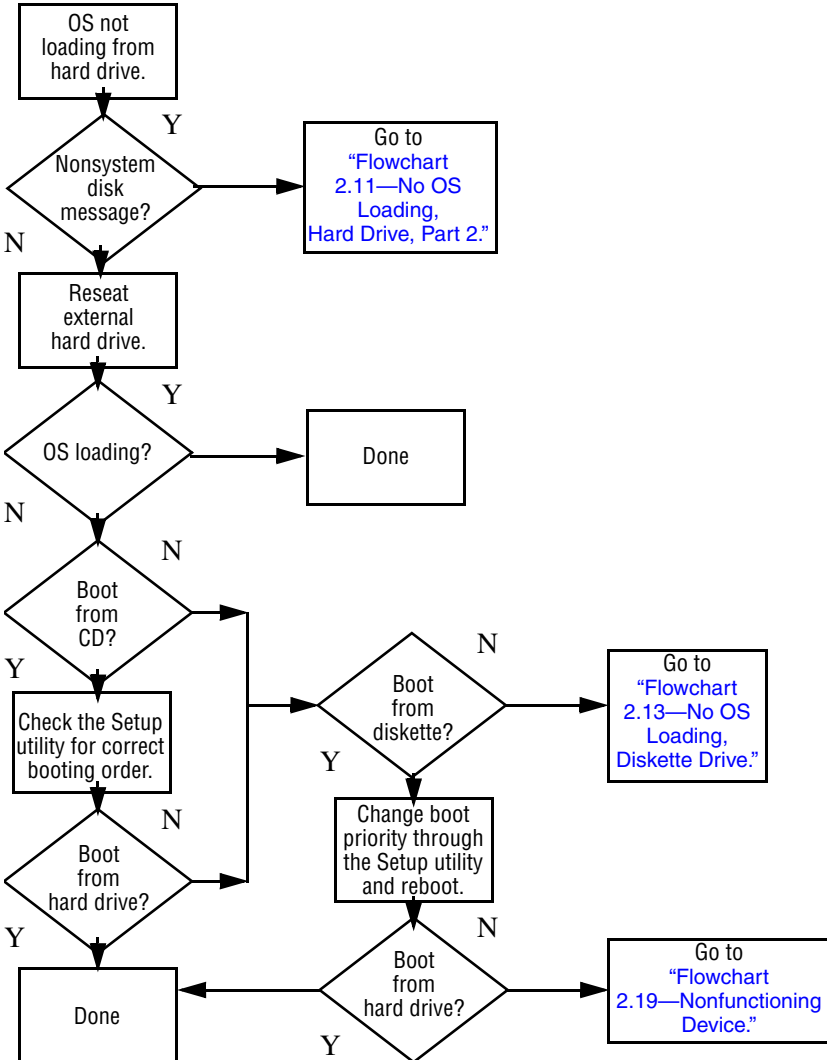 OS not
loading from
hard drive.
Y
Nonsystem
disk
message?
Go to
“Flowchart
2.11—No OS
Loading,
Hard Drive, Part 2.”
N
Reseat
external
hard drive.
Y
OS loading?
Done
N
N
Boot
from
CD?
Y
Check the Setup
utility for correct
booting order.
N
Boot
from
hard drive?
Y
Done
N
Boot
from
diskette?
Go to
“Flowchart
2.13—No OS
Loading,
Diskette Drive.”
Y
Change boot
priority through
the Setup utility
and reboot.
N
Boot
from
hard drive?
Y
Go to
“Flowchart
2.19—Nonfunctioning
Device.”